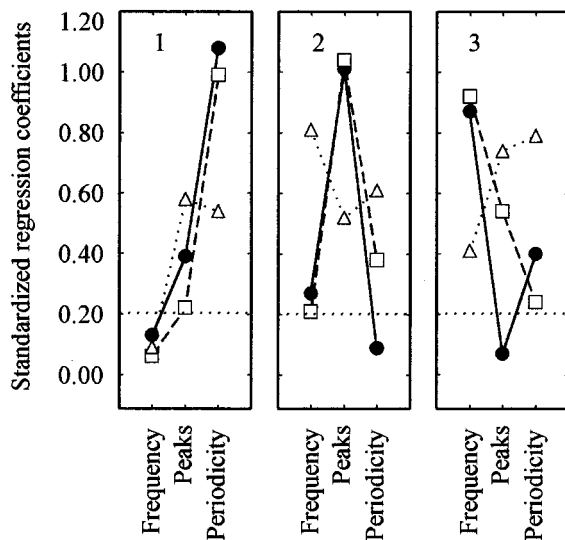 Standardized regression coefficients
1.20
1.00
0.80
0.60
0.40
0.20
0.00
1
2
3
Frequency
Peaks
Periodicity
Frequency
Peaks
Periodicity
Frequency
Peaks
Periodicity